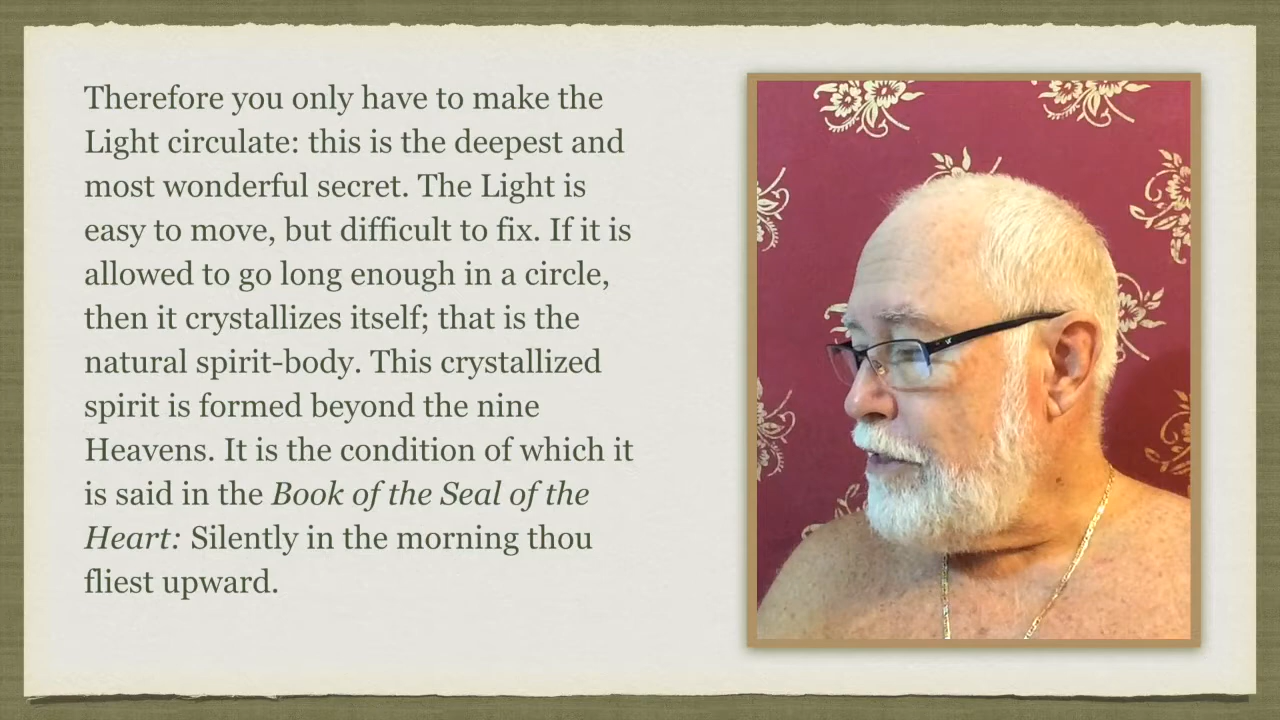 Therefore you only have to make the
Light circulate: this is the deepest and
most wonderful secret. The Light is
easy to move, but difficult to fix. If it is
allowed to go long enough in a circle,
then it crystallizes itself; that is the
natural spirit-body. This crystallized
spirit is formed beyond the nine
Heavens. It is the condition of which it
is said in the Book of the Seal of the
Heart: Silently in the morning thou
fliest upward.